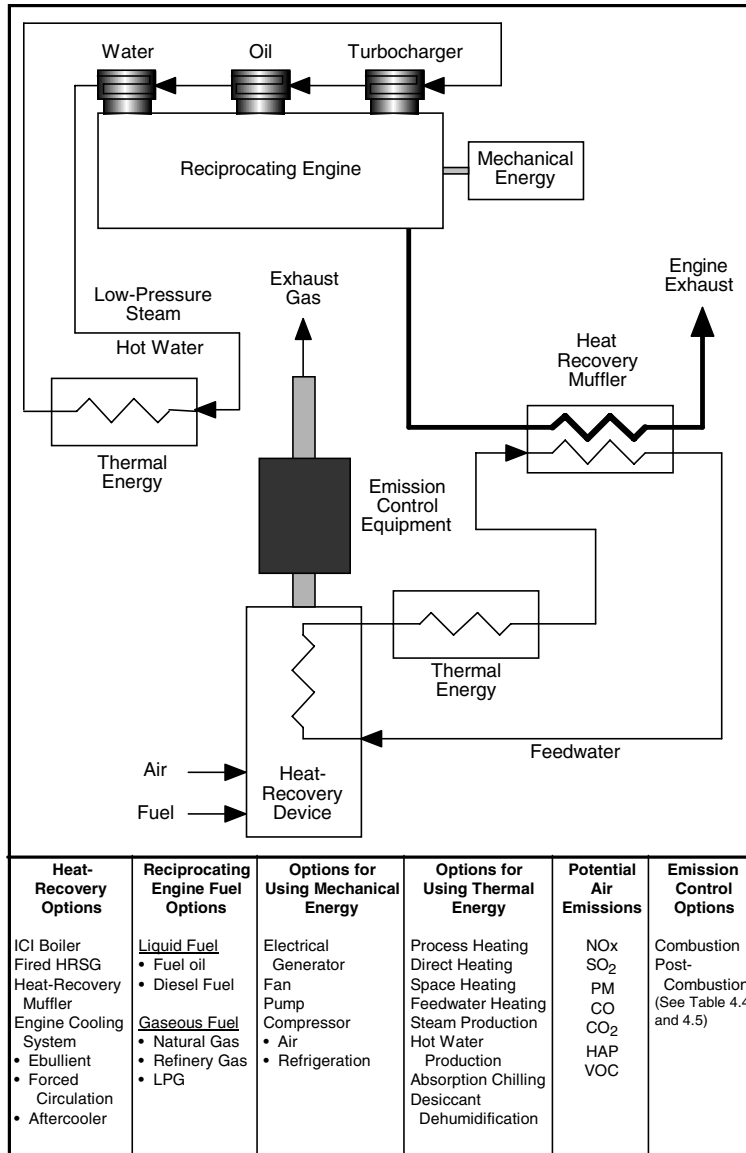 Water
Oil
Turbocharger
Reciprocating Engine
Mechanical
Energy
Exhaust
Gas
Engine
Exhaust
Low-Pressure
Steam
Hot Water
Heat
Recovery
Muffler
Thermal
Energy
Emission
Control
Equipment
Thermal
Energy
Feedwater
Air
Fuel
Heat-
Recovery
Device
Heat-
Recovery
Options
ICI Boiler
Fired HRSG
Heat-Recovery
Muffler
Engine Cooling
System
• Ebullient
• Forced
Circulation
• Aftercooler
Reciprocating
Engine Fuel
Options
Liquid Fuel
• Fuel oil
• Diesel Fuel
Gaseous Fuel
• Natural Gas
• Refinery Gas
• LPG
Options for
Using Mechanical
Energy
Electrical
Generator
Fan
Pump
Compressor
• Air
• Refrigeration
Options for
Using Thermal
Energy
Process Heating
Direct Heating
Space Heating
Feedwater Heating
Steam Production
Hot Water
Production
Absorption Chilling
Desiccant
Dehumidification
Potential
Air
Emissions
NOx
SO2
PM
CO
CO2
HAP
VOC
Emission
Control
Options
Combustion
Post-
Combustion
(See Table 4.4
and 4.5)